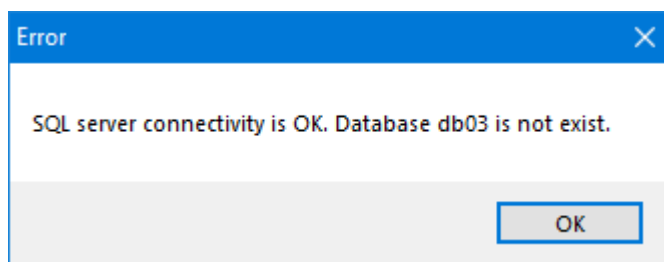 Error
SQL server connectivity is OK. Database db03 is not exist.
OK